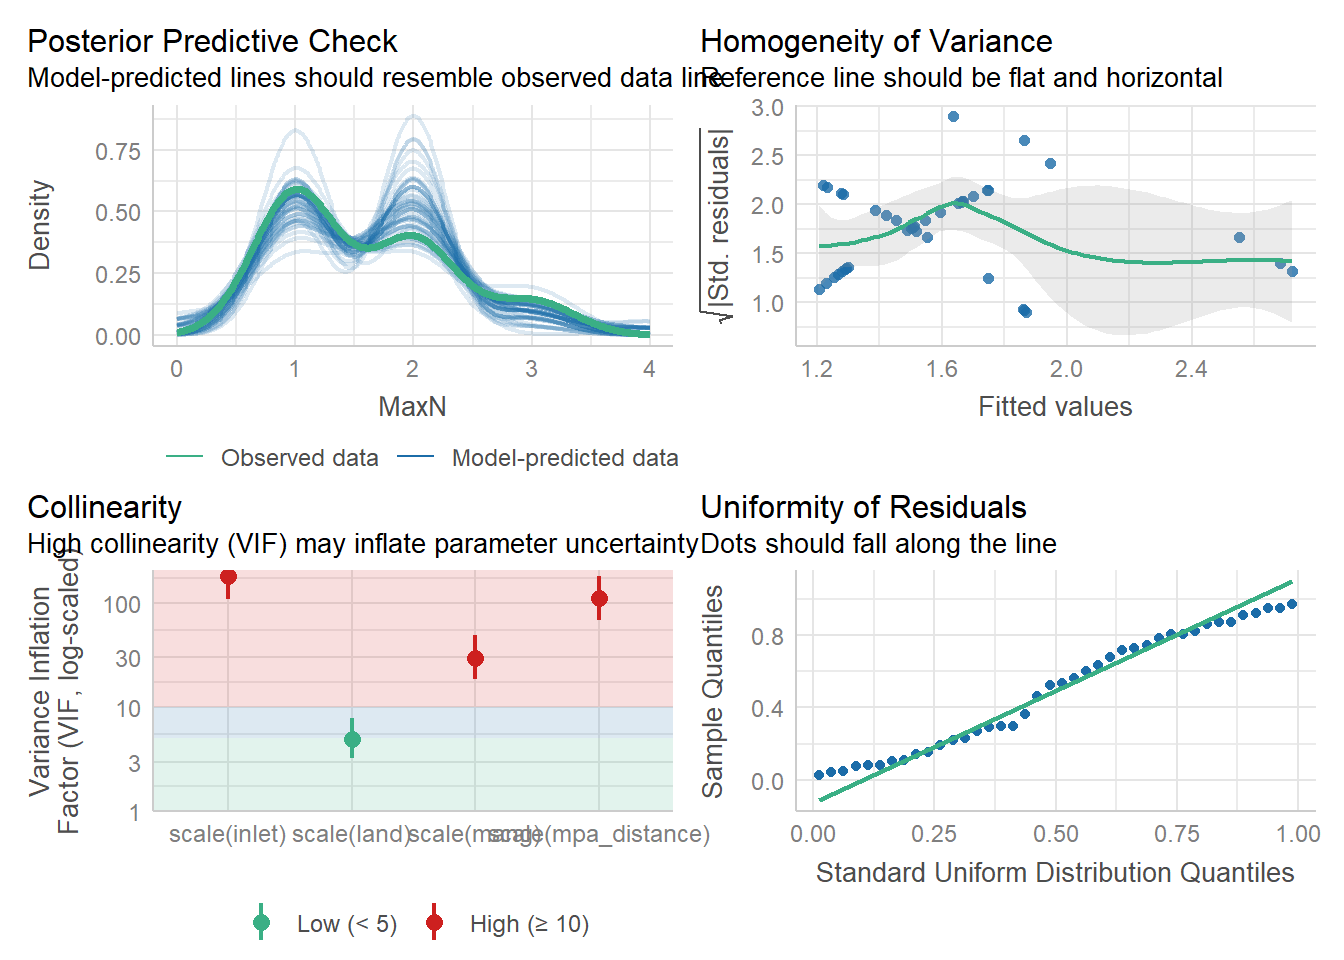 Posterior Predictive Check
Model-predicted lines should resemble observed data line
Density
0.75
0.50
0.25
0.00
0 1 2 3 4
MaxN
Observed data
Model-predicted data
Homogeneity of Variance
Reference line should be flat and horizontal
√|Std. residuals|
3.0
2.5
2.0
1.5
1.0
1.2 1.6 2.0 2.4
Fitted values
Collinearity
High collinearity (VIF) may inflate parameter uncertainty
Variance Inflation
Factor (VIF, log-scaled)
100
30
10
3
1
scale(inlet) scale(land) scale(mang) scale(mpa_distance)
Low (< 5)
High (≥ 10)
Uniformity of Residuals
Dots should fall along the line
Sample Quantiles
0.8
0.4
0.0
0.00 0.25 0.50 0.75 1.00
Standard Uniform Distribution Quantiles